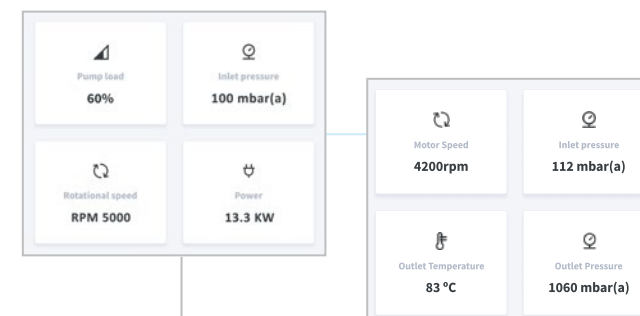 Pump load
60%
Inlet pressure
100 mbar(a)
Rotational speed
RPM 5000
Power
13.3 KW
Motor Speed
4200rpm
Inlet pressure
112 mbar(a)
Outlet Temperature
83 ºC
Outlet Pressure
1060 mbar(a)